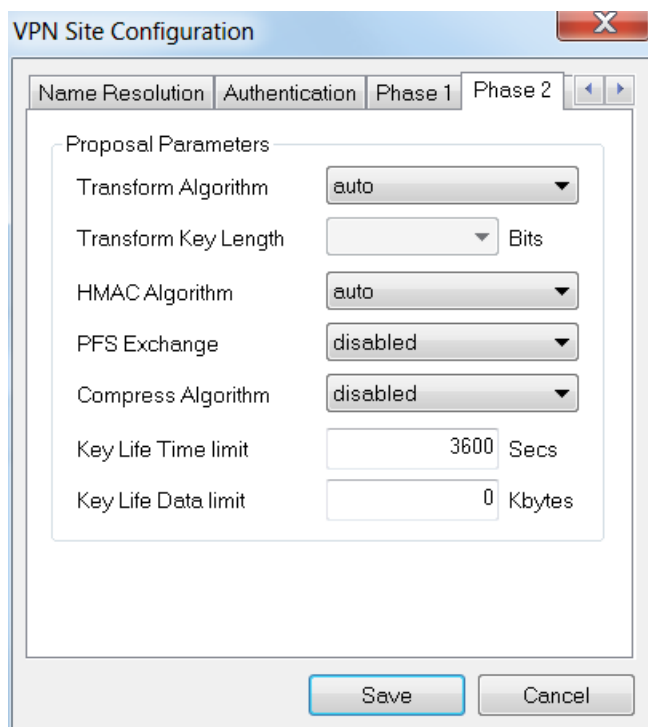 VPN Site Configuration
Name Resolution Authentication Phase 1 Phase 2
Proposal Parameters
Transform Algorithm auto
Transform Key Length Bits
HMAC Algorithm auto
PFS Exchange disabled
Compress Algorithm disabled
Key Life Time limit 3600 Secs
Key Life Data limit 0 Kbytes
Save Cancel